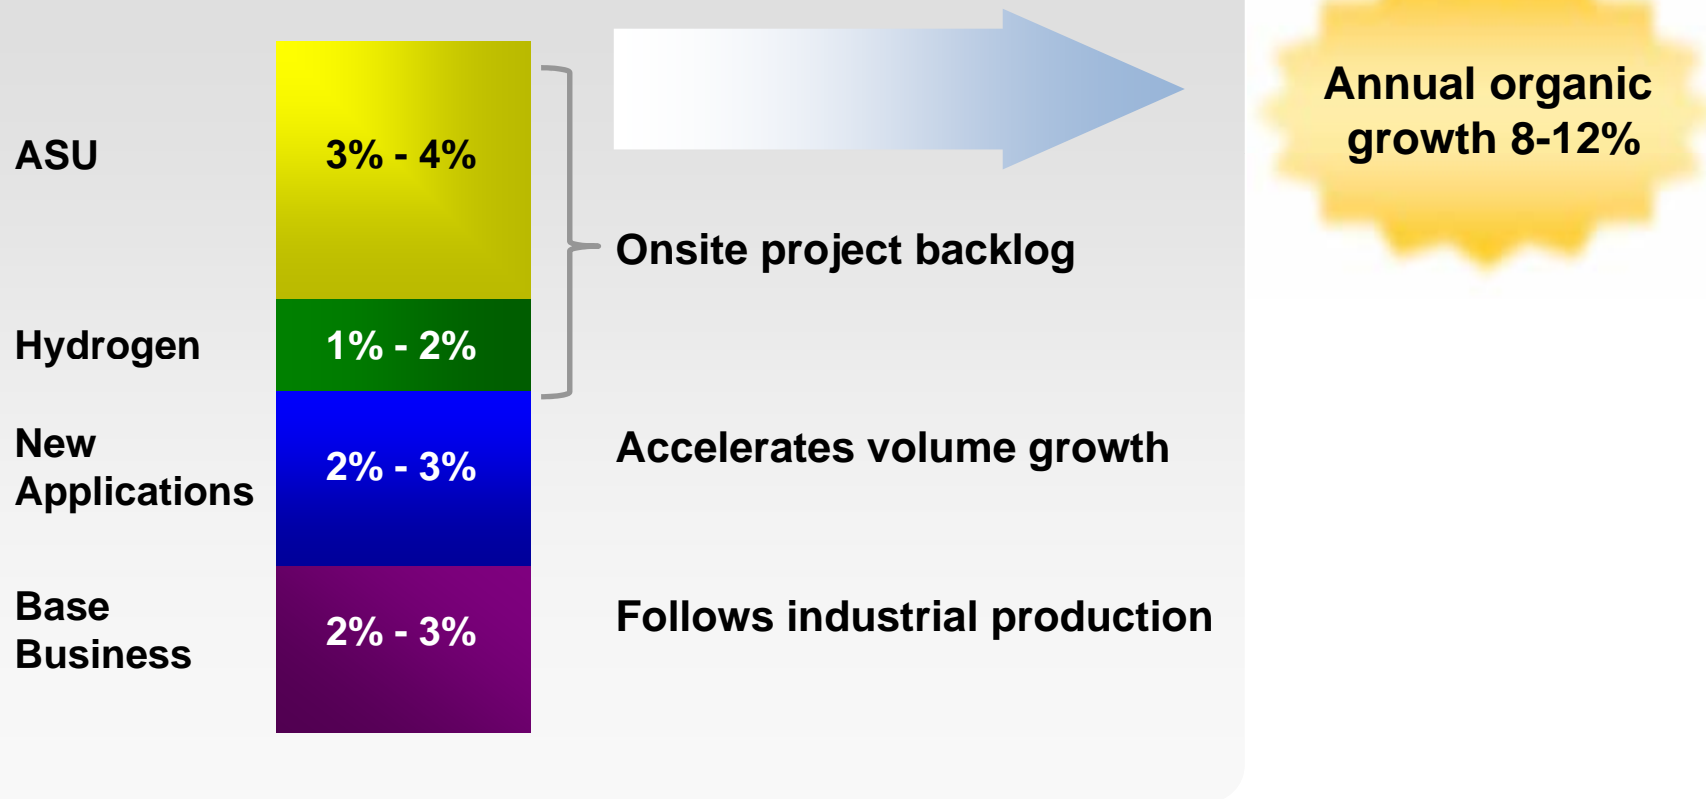 Annual organic
growth 8-12%
ASU
3% - 4%
Onsite project backlog
Hydrogen
1% - 2%
New
Applications
2% - 3%
Accelerates volume growth
Base
Business
2% - 3%
Follows industrial production